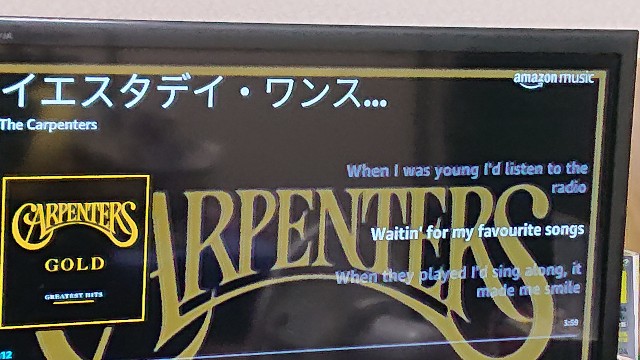 イエスタデイ・ワンス...
amazon music
The Carpenters
When I was young I'd listen to the
radio
CARPENTERS
GOLD
GREATEST HITS
CARPENTERS
Waitin' for my favourite songs
When they played I'd sing along, it
made me smile
:12
3:59